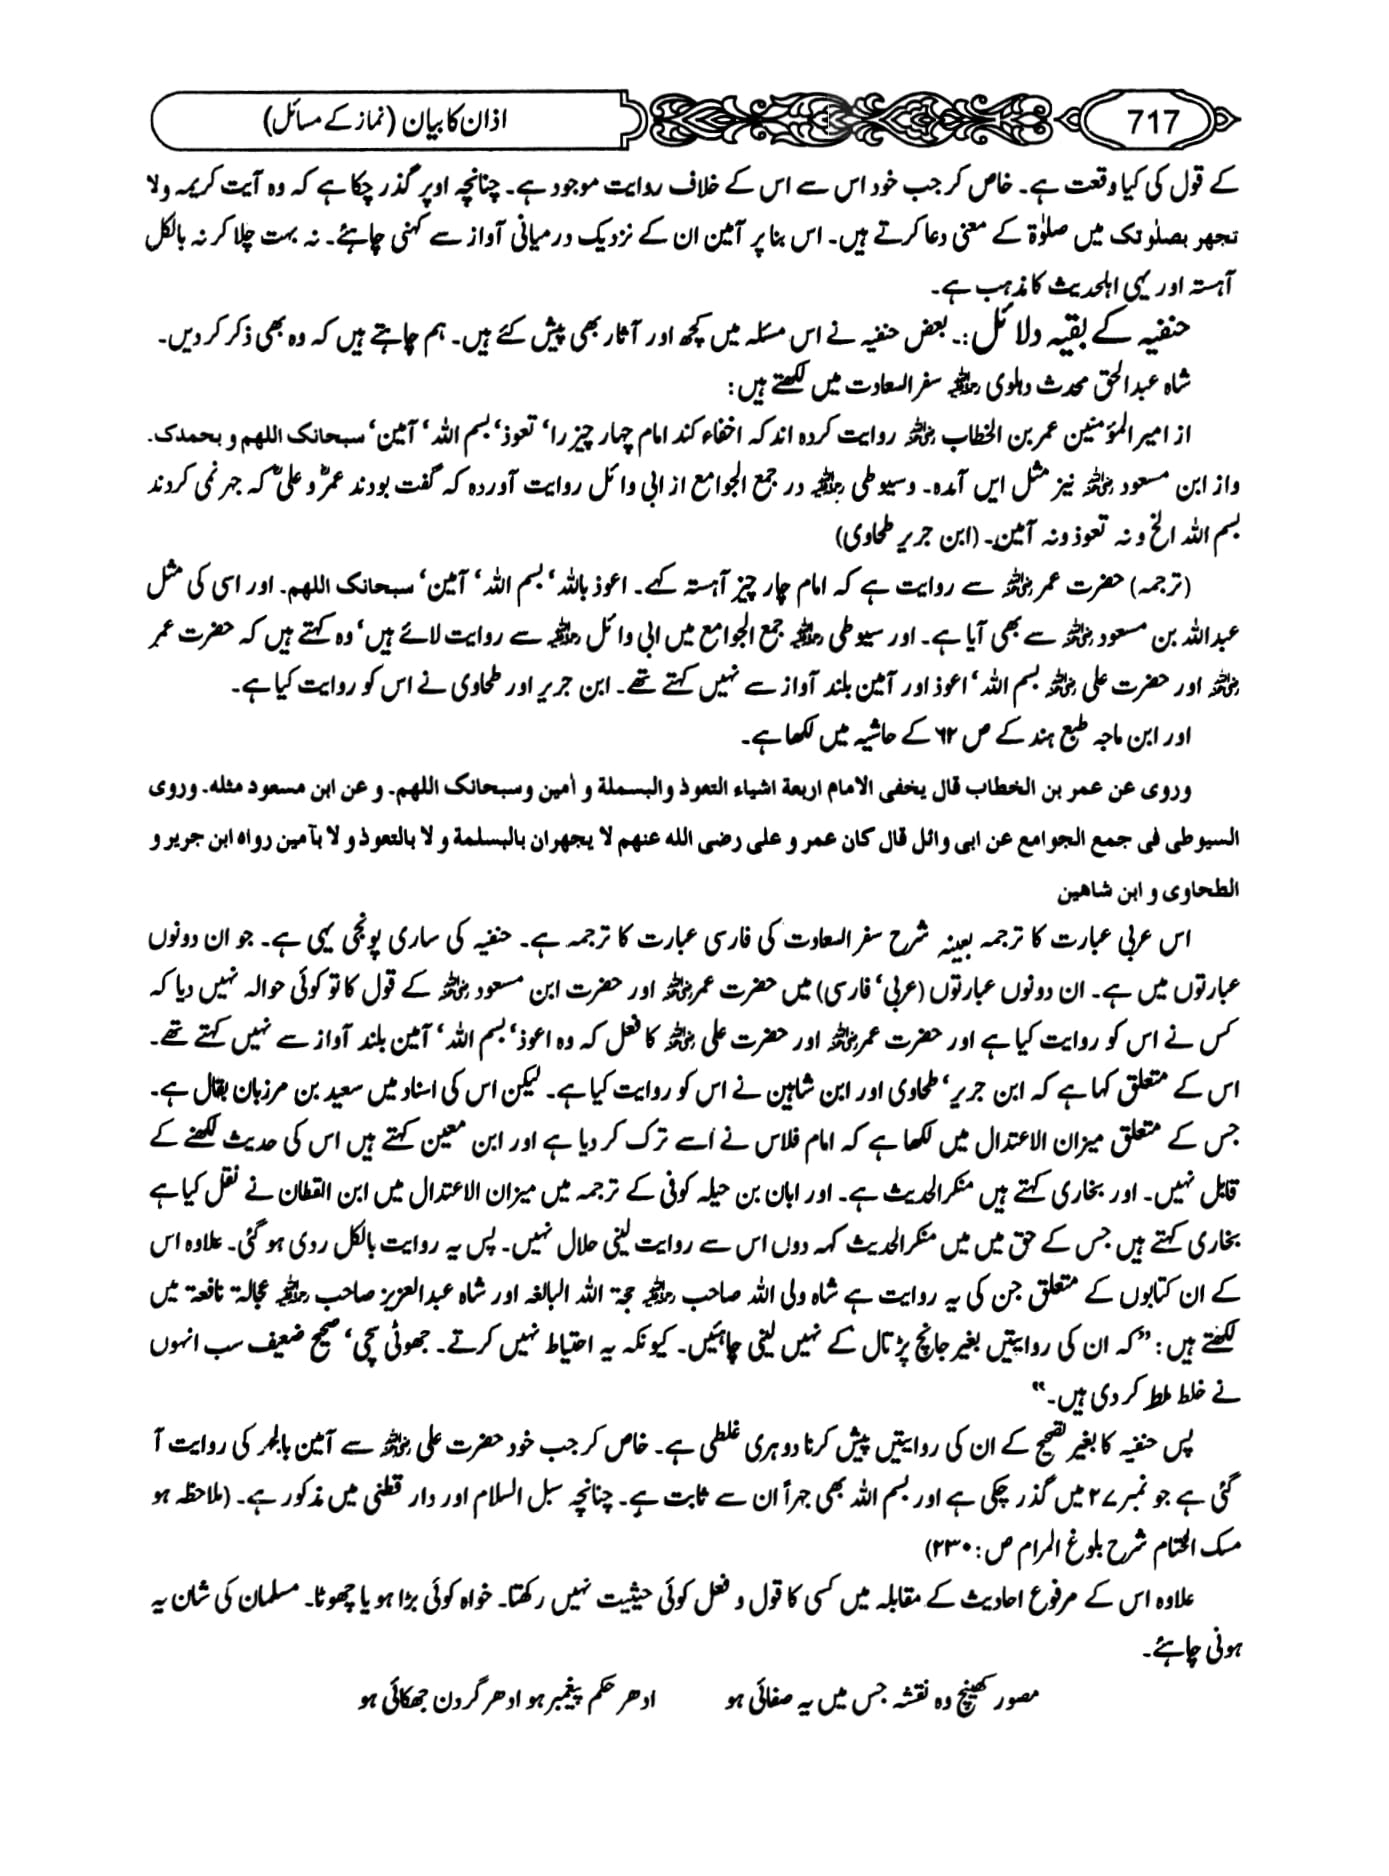 717
اذان کا بیان (نماز کے مسائل)
کے قول کی کیا وقعت ہے۔ خاص کر جب خود اس سے اس کے خلاف روایت موجود ہے۔ چنانچہ اوپر گذر چکا ہے کہ وہ آیت کریمہ ولا
تجهر بصلوتک میں صلوٰۃ کے معنی دعا کرتے ہیں۔ اس بنا پر آمین ان کے نزدیک درمیانی آواز سے کہنی چاہئے۔ نہ بہت چلا کر نہ بالکل
آہستہ اور یہی اہلحدیث کا مذہب ہے۔
حنفیہ کے بقیہ دلائل:۔ بعض حنفیہ نے اس مسئلہ میں کچھ اور آثار بھی پیش کئے ہیں۔ ہم چاہتے ہیں کہ وہ بھی ذکر کر دیں۔
شاہ عبدالحق محدث دہلوی رحمہ اللہ سفر السعادت میں لکھتے ہیں:
از امیر المؤمنین عمر بن الخطاب رضی اللہ عنہ روایت کردہ اند کہ اخفاء کند امام چہار چیز را‘ تعوذ‘ بسم اللہ‘ آمین‘ سبحانک اللهم و بحمدک۔
واز ابن مسعود رضی اللہ عنہ نیز مثل ایں آمدہ۔ وسیوطی رحمہ اللہ در جمع الجوامع از ابی وائل روایت آوردہ کہ گفت بودند عمرؓ و علیؓ کہ جہر نمی کردند
بسم اللہ الخ و نہ تعوذ ونہ آمین۔ (ابن جریر طحاوی)
(ترجمہ) حضرت عمر رضی اللہ عنہ سے روایت ہے کہ امام چار چیز آہستہ کہے۔ اعوذ باللہ‘ بسم اللہ‘ آمین‘ سبحانک اللهم۔ اور اسی کی مثل
عبداللہ بن مسعود رضی اللہ عنہ سے بھی آیا ہے۔ اور سیوطی رحمہ اللہ جمع الجوامع میں ابی وائل رحمہ اللہ سے روایت لائے ہیں‘ وہ کہتے ہیں کہ حضرت عمر
رضی اللہ عنہ اور حضرت علی رضی اللہ عنہ بسم اللہ‘ اعوذ اور آمین بلند آواز سے نہیں کہتے تھے۔ ابن جریر اور طحاوی نے اس کو روایت کیا ہے۔
اور ابن ماجہ طبع ہند کے ص ۶۲ کے حاشیہ میں لکھا ہے۔
وروى عن عمر بن الخطاب قال يخفى الامام اربعة اشياء التعوذ والبسملة و أمين وسبحانك اللهم۔ و عن ابن مسعود مثله۔ وروى
السيوطى فى جمع الجوامع عن ابى وائل قال كان عمر و على رضى الله عنهم لا يجهران بالبسلمة و لا بالتعوذ و لا بآمين رواه ابن جرير و
الطحاوى و ابن شاهين
اس عربی عبارت کا ترجمہ بعینہ شرح سفر السعادت کی فارسی عبارت کا ترجمہ ہے۔ حنفیہ کی ساری پونجی یہی ہے۔ جو ان دونوں
عبارتوں میں ہے۔ ان دونوں عبارتوں (عربی‘ فارسی) میں حضرت عمر رضی اللہ عنہ اور حضرت ابن مسعود رضی اللہ عنہ کے قول کا تو کوئی حوالہ نہیں دیا کہ
کس نے اس کو روایت کیا ہے اور حضرت عمر رضی اللہ عنہ اور حضرت علی رضی اللہ عنہ کا فعل کہ وہ اعوذ‘ بسم اللہ‘ آمین بلند آواز سے نہیں کہتے تھے۔
اس کے متعلق کہا ہے کہ ابن جریر‘ طحاوی اور ابن شاہین نے اس کو روایت کیا ہے۔ لیکن اس کی اسناد میں سعید بن مرزبان بقال ہے۔
جس کے متعلق میزان الاعتدال میں لکھا ہے کہ امام فلاس نے اسے ترک کر دیا ہے اور ابن معین کہتے ہیں اس کی حدیث لکھنے کے
قابل نہیں۔ اور بخاری کہتے ہیں منکر الحدیث ہے۔ اور ابان بن حیلہ کوفی کے ترجمہ میں میزان الاعتدال میں ابن القطان نے نقل کیا ہے
بخاری کہتے ہیں جس کے حق میں میں منکر الحدیث کہہ دوں اس سے روایت لینی حلال نہیں۔ پس یہ روایت بالکل ردی ہو گئی۔ علاوہ اس
کے ان کتابوں کے متعلق جن کی یہ روایت ہے شاہ ولی اللہ صاحب رحمہ اللہ حجۃ اللہ البالغہ اور شاہ عبدالعزیز صاحب رحمہ اللہ عجالۃ نافعۃ میں
لکھتے ہیں: ”کہ ان کی روایتیں بغیر جانچ پڑتال کے نہیں لینی چاہئیں۔ کیونکہ یہ احتیاط نہیں کرتے۔ جھوٹی سچی‘ صحیح ضعیف سب انہوں
نے خلط ملط کر دی ہیں۔“
پس حنفیہ کا بغیر تصحیح کے ان کی روایتیں پیش کرنا دوہری غلطی ہے۔ خاص کر جب خود حضرت علی رضی اللہ عنہ سے آمین بالجہر کی روایت آ
گئی ہے جو نمبر ۲۷ میں گذر چکی ہے اور بسم اللہ بھی جہراً ان سے ثابت ہے۔ چنانچہ سبل السلام اور دار قطنی میں مذکور ہے۔ (ملاحظہ ہو
مسک الختام شرح بلوغ المرام ص: ۲۳۰)
علاوہ اس کے مرفوع احادیث کے مقابلہ میں کسی کا قول و فعل کوئی حیثیت نہیں رکھتا۔ خواہ کوئی بڑا ہو یا چھوٹا۔ مسلمان کی شان یہ
ہونی چاہئے۔
مصور کھینچ وہ نقشہ جس میں یہ صفائی ہو ادھر حکم پیغمبر ہو ادھر گردن جھکائی ہو